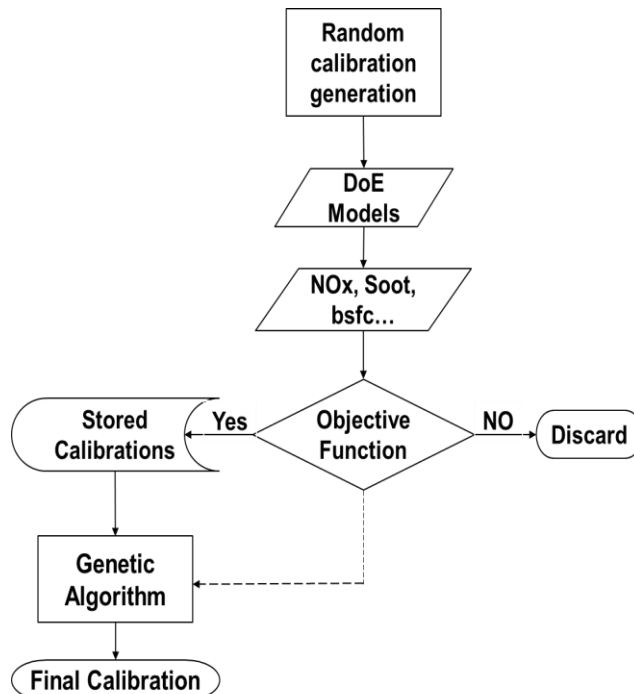 Random
calibration
generation
DoE
Models
NOx, Soot,
bsfc...
Stored
Calibrations
Yes
Objective
Function
NO
Discard
Genetic
Algorithm
Final Calibration